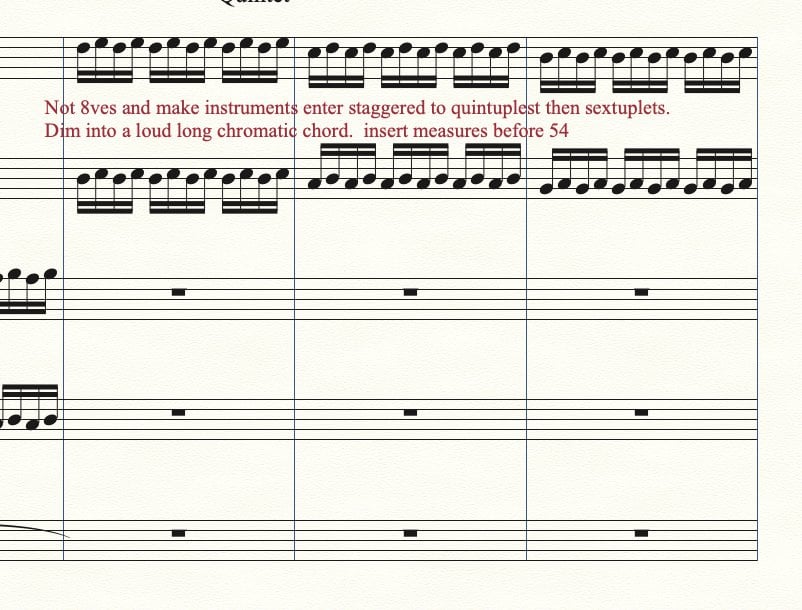 Quintet
Not 8ves and make instruments enter staggered to quintuplest then sextuplets.
Dim into a loud long chromatic chord.  insert measures before 54